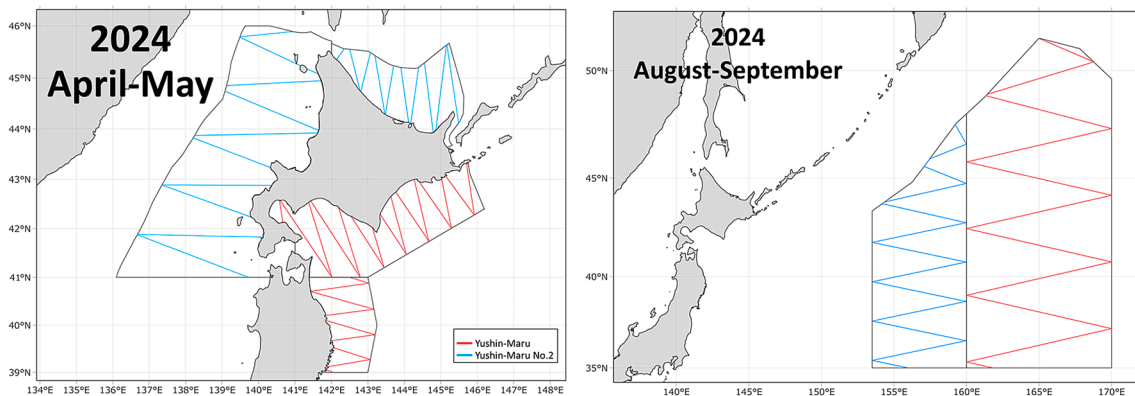 2024
April-May
46°N
45°N
44°N
43°N
42°N
41°N
40°N
39°N
134°E 135°E 136°E 137°E 138°E 139°E 140°E 141°E 142°E 143°E 144°E 145°E 146°E 147°E 148°E
Yushin-Maru
Yushin-Maru No.2
2024
August-September
50°N
45°N
40°N
35°N
140°E 145°E 150°E 155°E 160°E 165°E 170°E